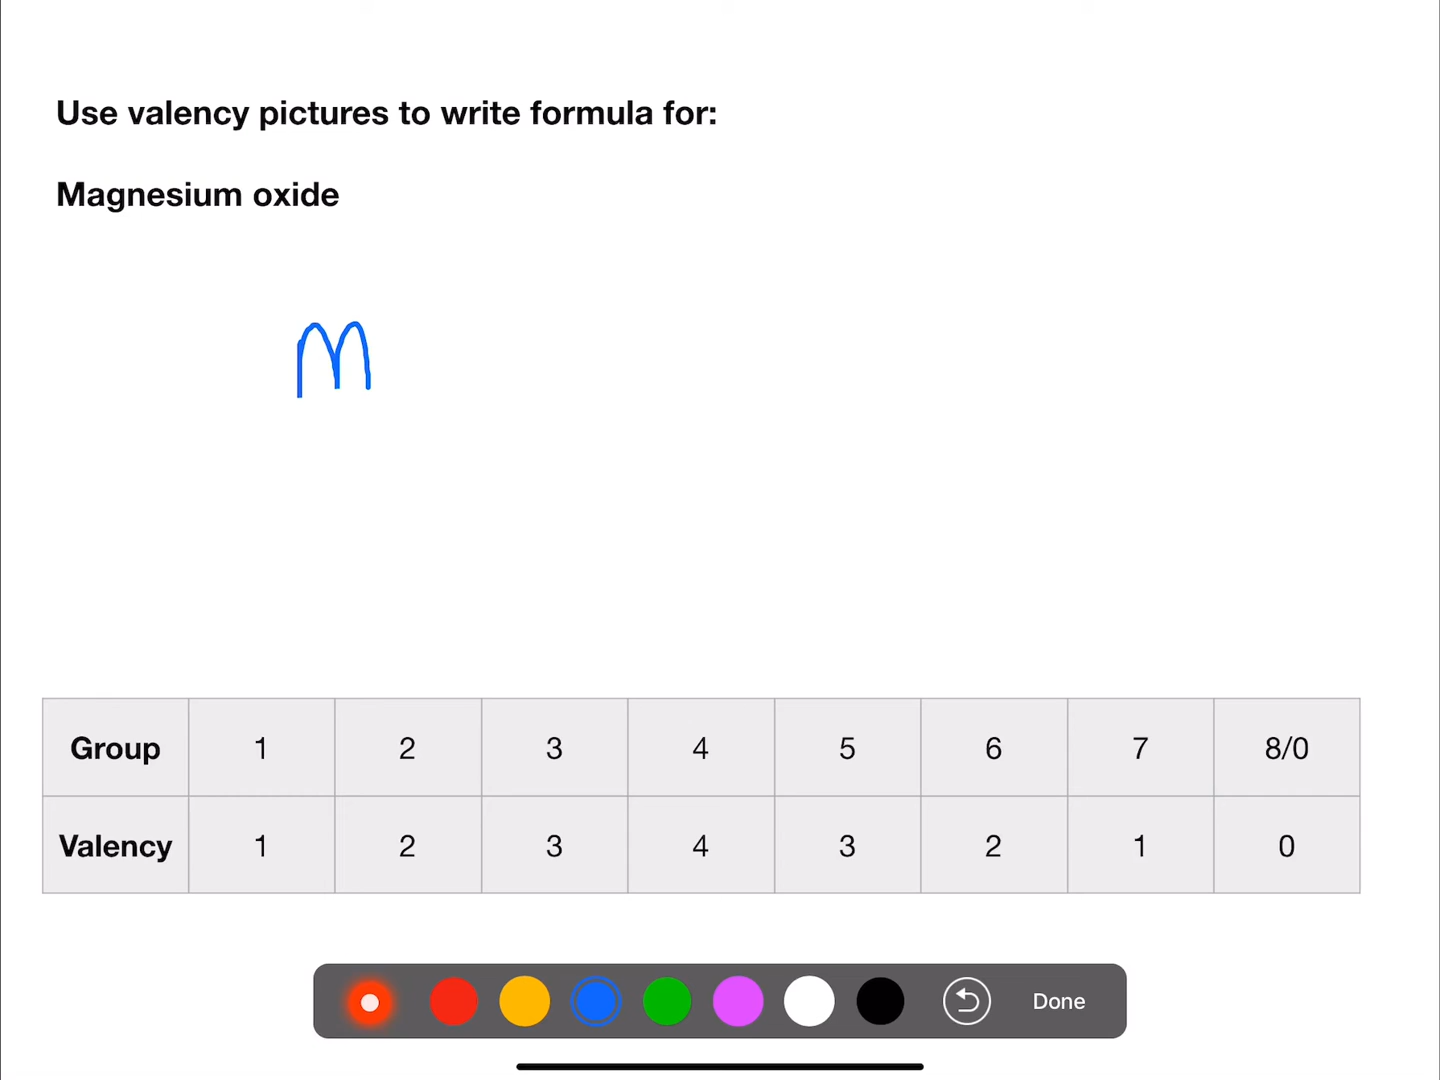 Use valency pictures to write formula for:
Magnesium oxide
M
Group 1 2 3 4 5 6 7 8/0
Valency 1 2 3 4 3 2 1 0
Done